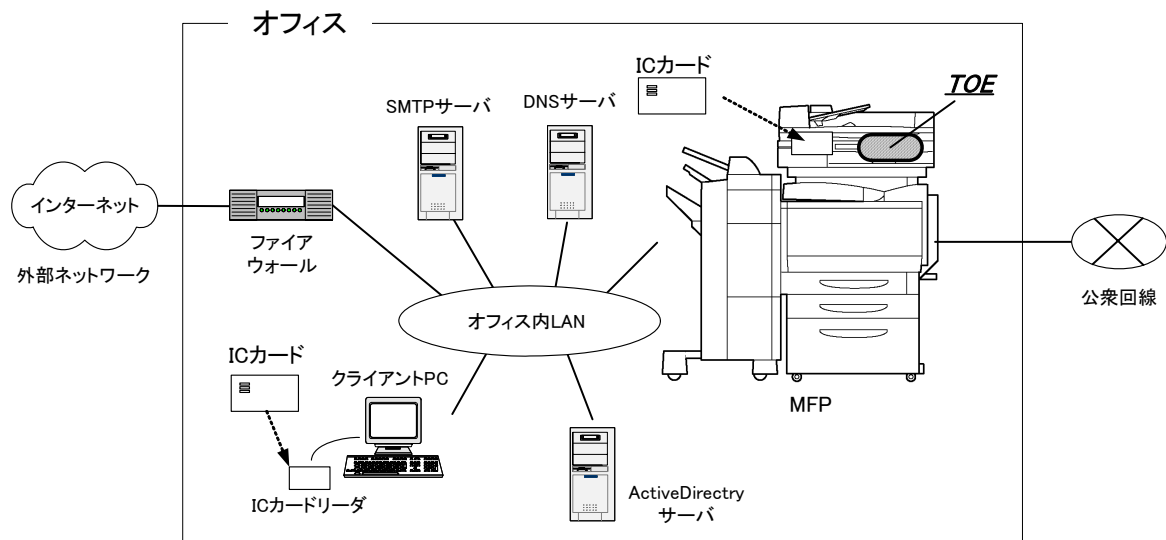 オフィス
ICカード
TOE
SMTPサーバ
DNSサーバ
インターネット
ファイア
ウォール
外部ネットワーク
公衆回線
オフィス内LAN
ICカード
クライアントPC
MFP
ICカードリーダ
ActiveDirectry
サーバ